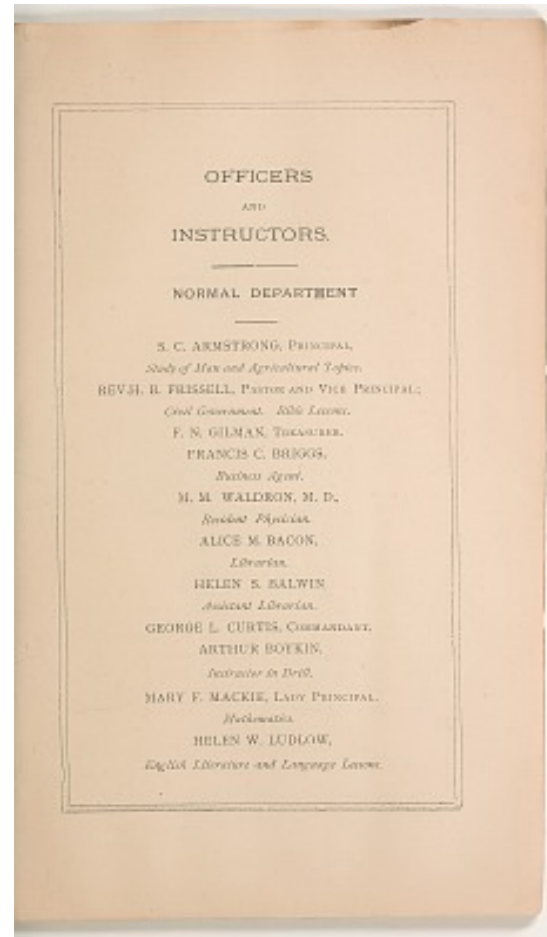 OFFICERS
AND
INSTRUCTORS.
NORMAL DEPARTMENT
S. C. ARMSTRONG, PRINCIPAL,
Study of Man and Agricultural Topics.
REV. H. B. FRISSELL, PASTOR AND VICE PRINCIPAL;
Civil Government. Bible Lessons.
F. N. GILMAN, TREASURER.
FRANCIS C. BRIGGS,
Business Agent.
M. M. WALDRON, M. D.,
Resident Physician.
ALICE M. BACON,
Librarian.
HELEN S. BALWIN
Assistant Librarian.
GEORGE L. CURTIS, COMMANDANT.
ARTHUR BOYKIN,
Instructor in Drill.
MARY F. MACKIE, LADY PRINCIPAL.
Mathematics.
HELEN W. LUDLOW,
English Literature and Language Lessons.